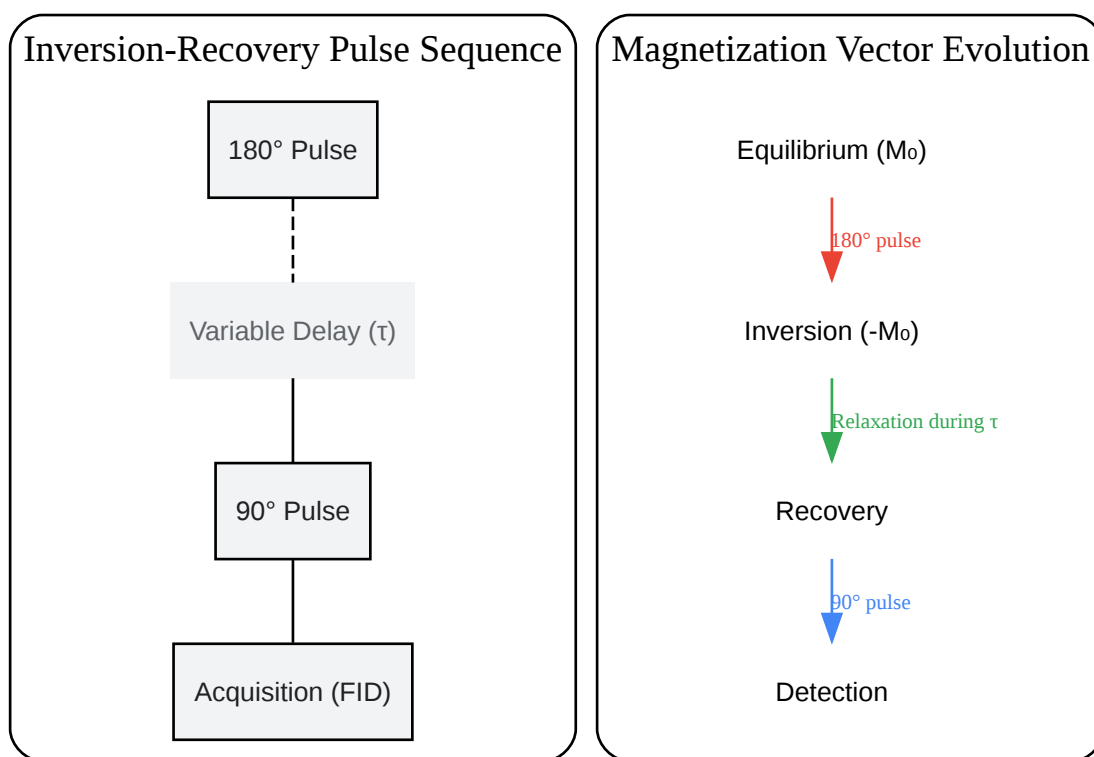 Inversion-Recovery Pulse Sequence
180° Pulse
Variable Delay (τ)
90° Pulse
Acquisition (FID)
Magnetization Vector Evolution
Equilibrium (M₀)
180° pulse
Inversion (-M₀)
Relaxation during τ
Recovery
90° pulse
Detection